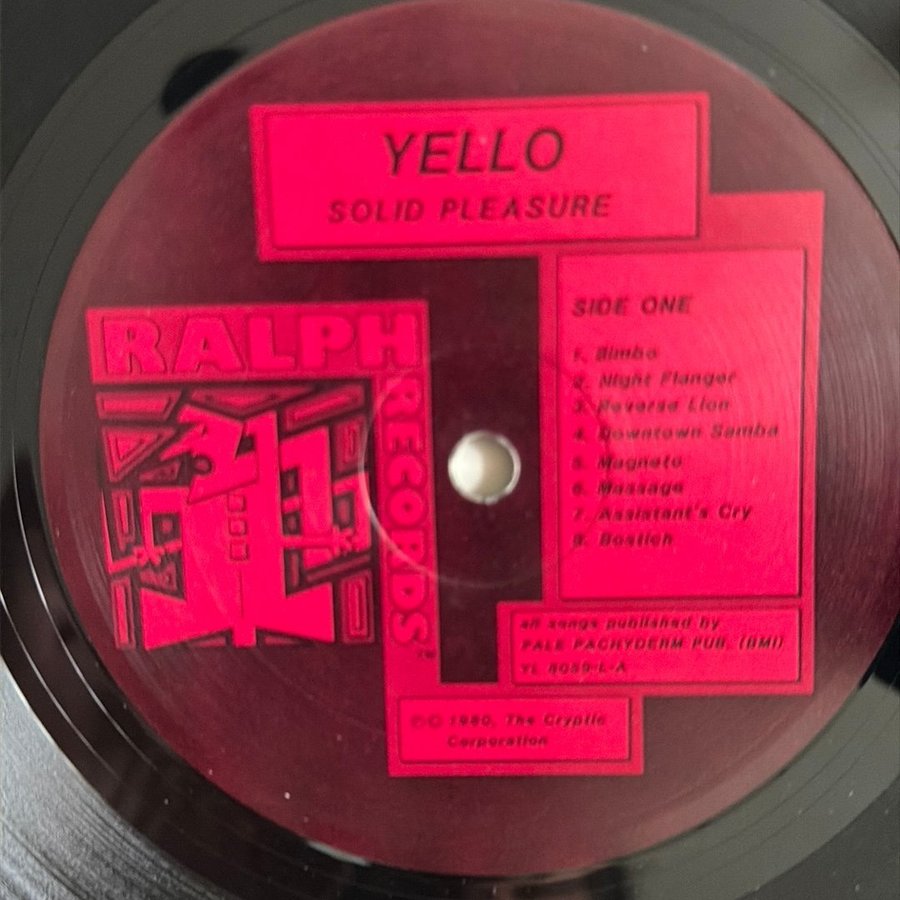 YELLO
SOLID PLEASURE
RALPH
RECORDS
SIDE ONE
1. Bimbo
2. Night Flanger
3. Reverse Lion
4. Downtown Samba
5. Magneto
6. Massage
7. Assistant's Cry
8. Bostich
all songs published by
PALE PACHYDERM PUB. (BMI)
YL 8059-L-A
℗© 1980, The Cryptic
Corporation